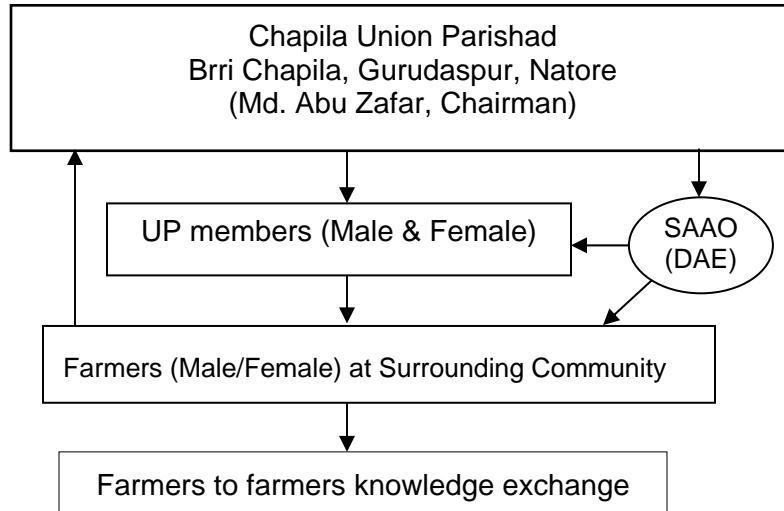 Chapila Union Parishad
Brri Chapila, Gurudaspur, Natore
(Md. Abu Zafar, Chairman)
UP members (Male & Female)
SAAO
(DAE)
Farmers (Male/Female) at Surrounding Community
Farmers to farmers knowledge exchange